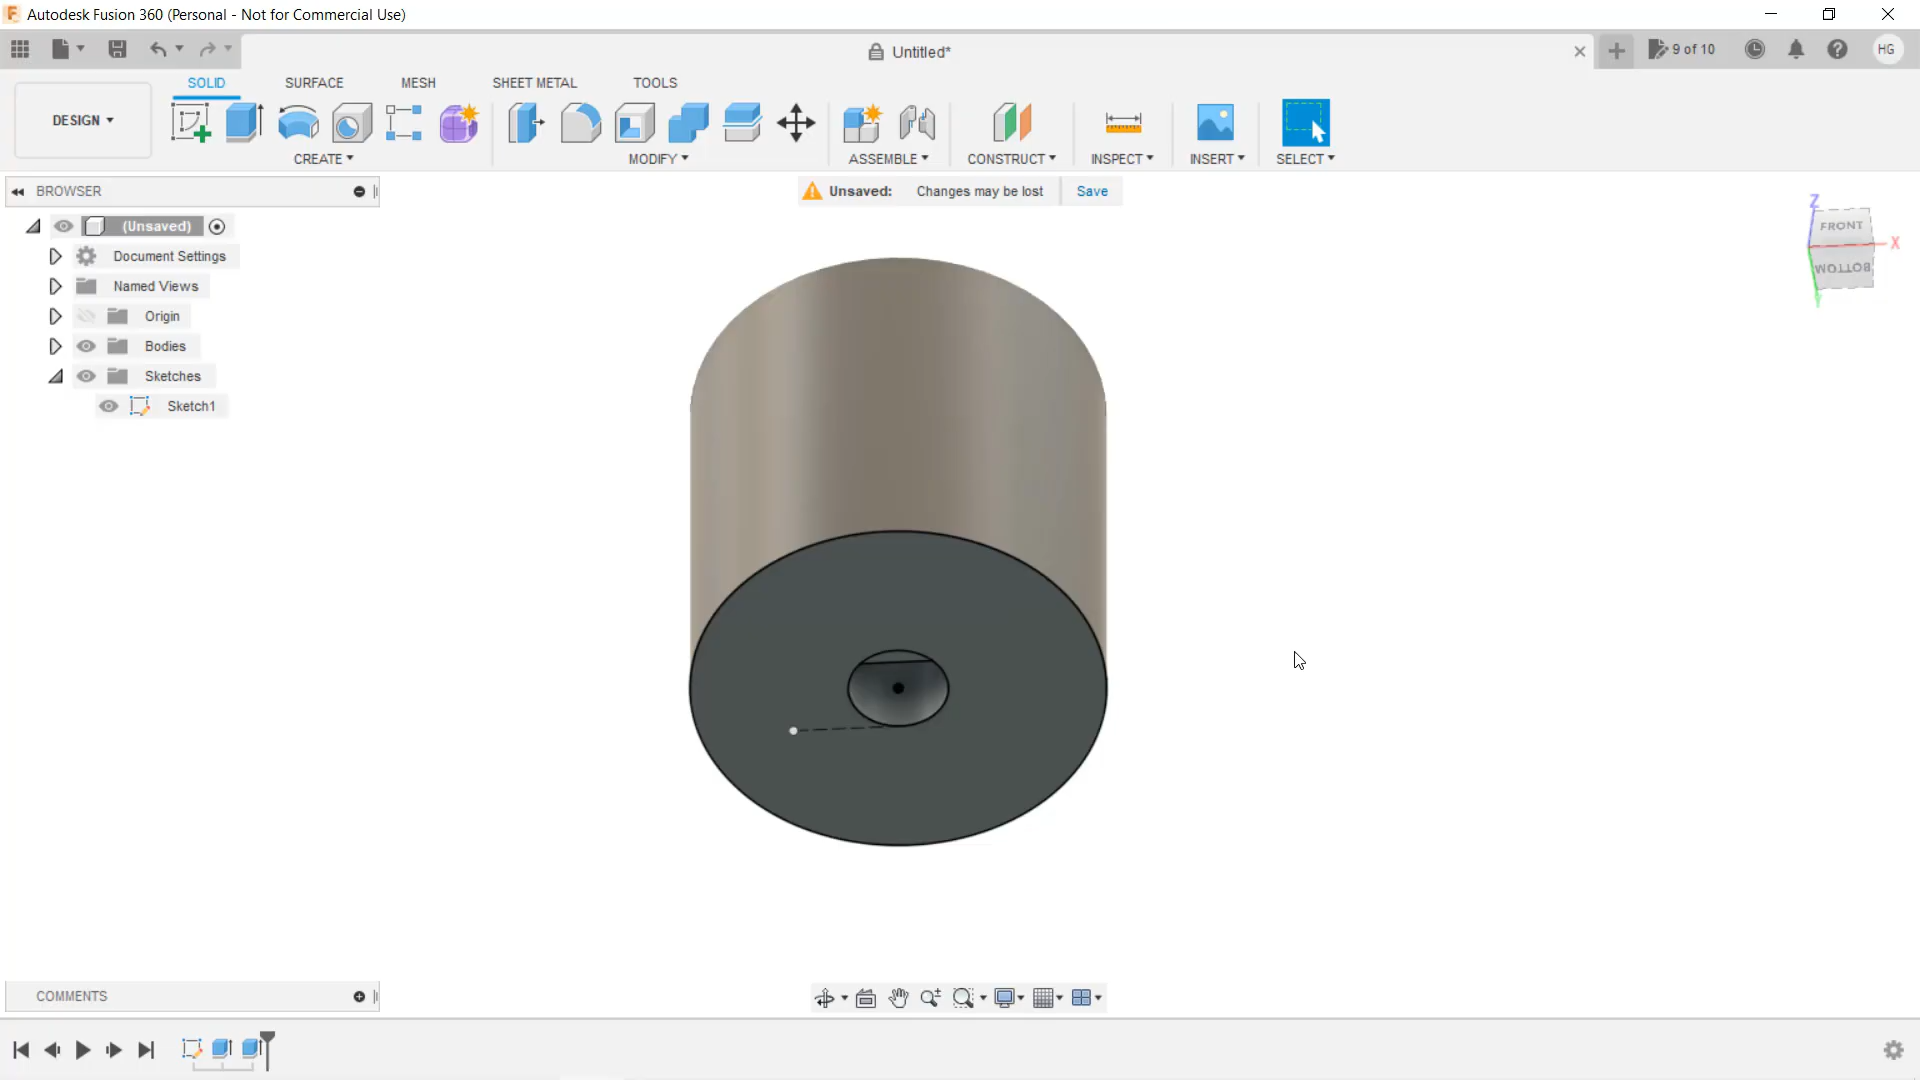 Autodesk Fusion 360 (Personal - Not for Commercial Use)
Untitled*
9 of 10
HG
SOLID
SURFACE
MESH
SHEET METAL
TOOLS
DESIGN
CREATE
MODIFY
ASSEMBLE
CONSTRUCT
INSPECT
INSERT
SELECT
BROWSER
Unsaved: Changes may be lost
Save
(Unsaved)
Document Settings
Named Views
Origin
Bodies
Sketches
Sketch1
Z
FRONT
X
BOTTOM
Y
COMMENTS